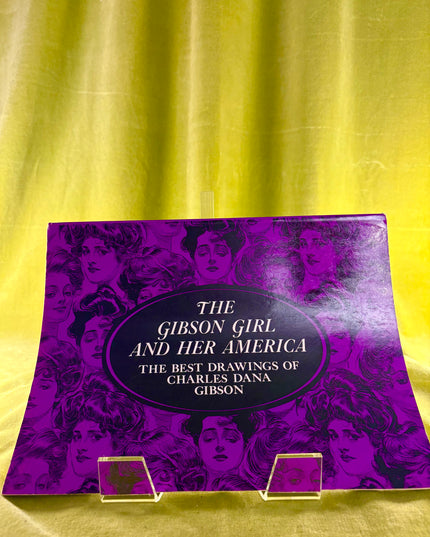 THE
GIBSON GIRL
AND HER AMERICA
THE BEST DRAWINGS OF
CHARLES DANA
GIBSON